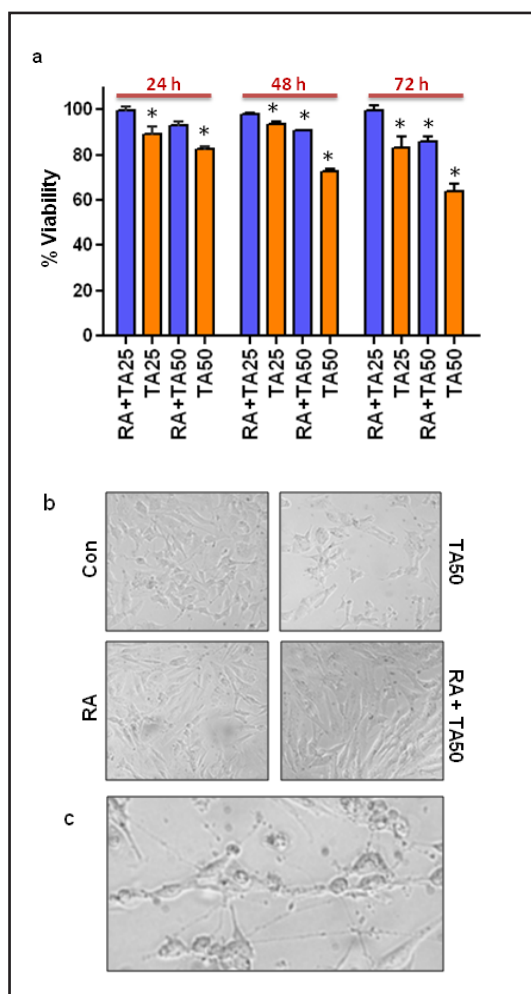 a
24 h 48 h 72 h
% Viability
100
80
60
40
20
0
* * * * * * * *
RA+TA25 TA25 RA+TA50 TA50 RA+TA25 TA25 RA+TA50 TA50 RA+TA25 TA25 RA+TA50 TA50
b
Con TA50
RA RA + TA50
c